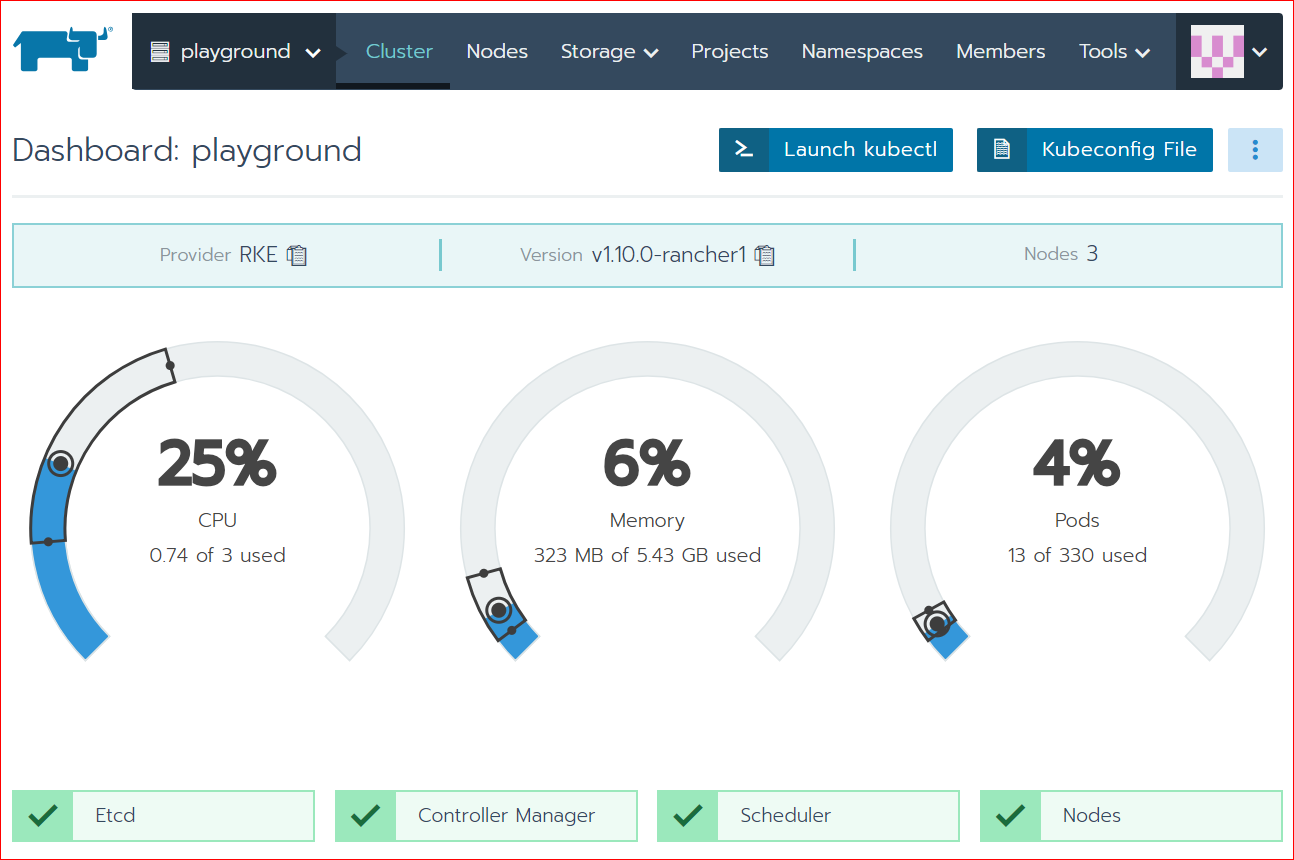 playground Cluster Nodes Storage Projects Namespaces Members Tools
Dashboard: playground Launch kubectl Kubeconfig File
Provider RKE Version v1.10.0-rancher1 Nodes 3
25% 6% 4%
CPU Memory Pods
0.74 of 3 used 323 MB of 5.43 GB used 13 of 330 used
Etcd Controller Manager Scheduler Nodes